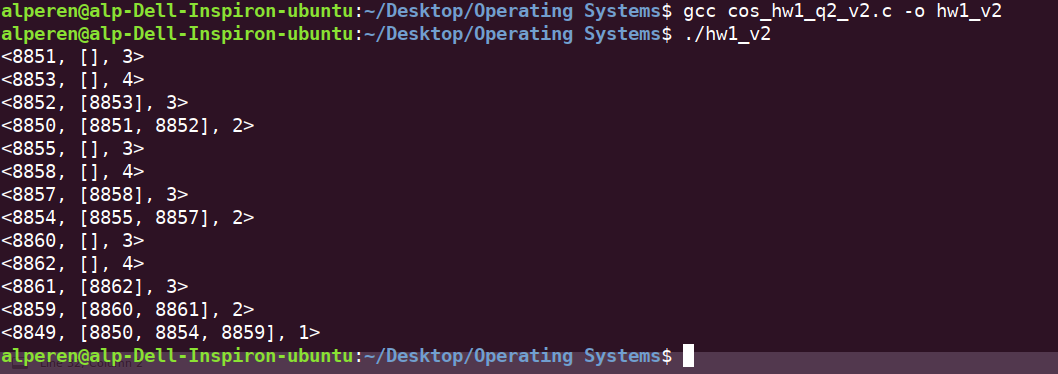 alperen@alp-Dell-Inspiron-ubuntu:~/Desktop/Operating Systems$ gcc cos_hw1_q2_v2.c -o hw1_v2
alperen@alp-Dell-Inspiron-ubuntu:~/Desktop/Operating Systems$ ./hw1_v2
<8851, [], 3>
<8853, [], 4>
<8852, [8853], 3>
<8850, [8851, 8852], 2>
<8855, [], 3>
<8858, [], 4>
<8857, [8858], 3>
<8854, [8855, 8857], 2>
<8860, [], 3>
<8862, [], 4>
<8861, [8862], 3>
<8859, [8860, 8861], 2>
<8849, [8850, 8854, 8859], 1>
alperen@alp-Dell-Inspiron-ubuntu:~/Desktop/Operating Systems$